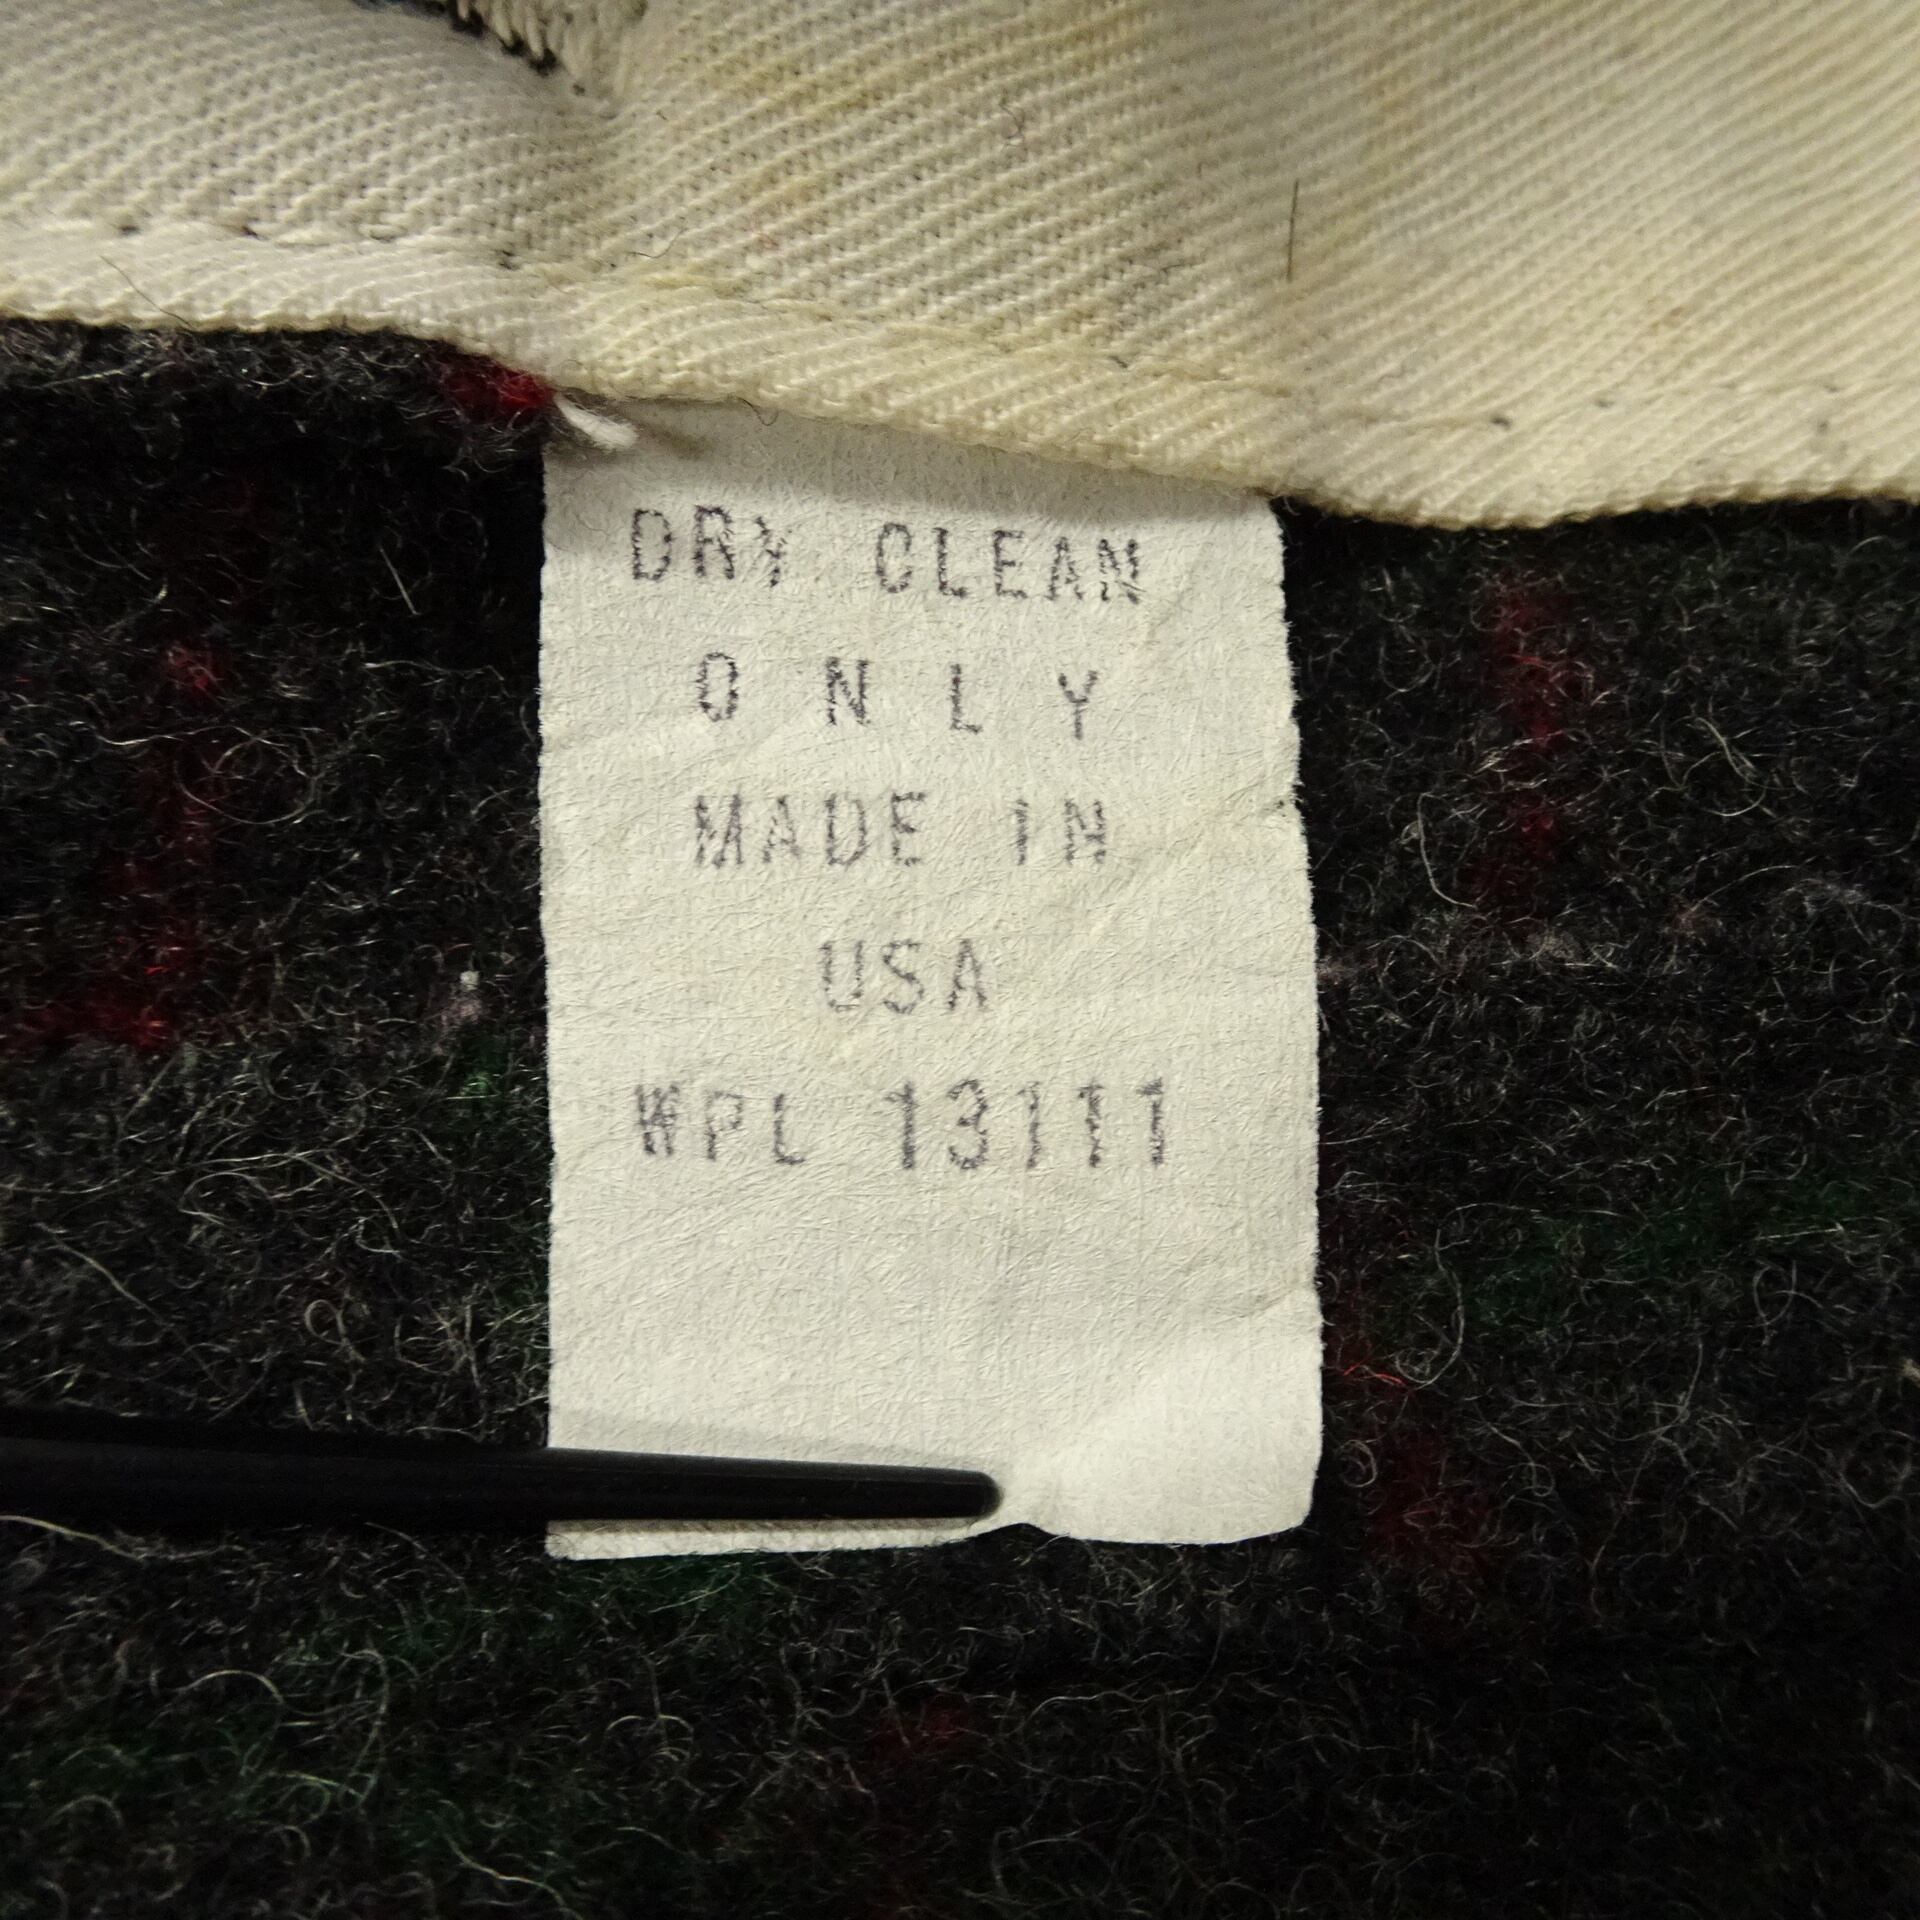 DRY CLEAN
ONLY
MADE IN
USA
WPL 13111